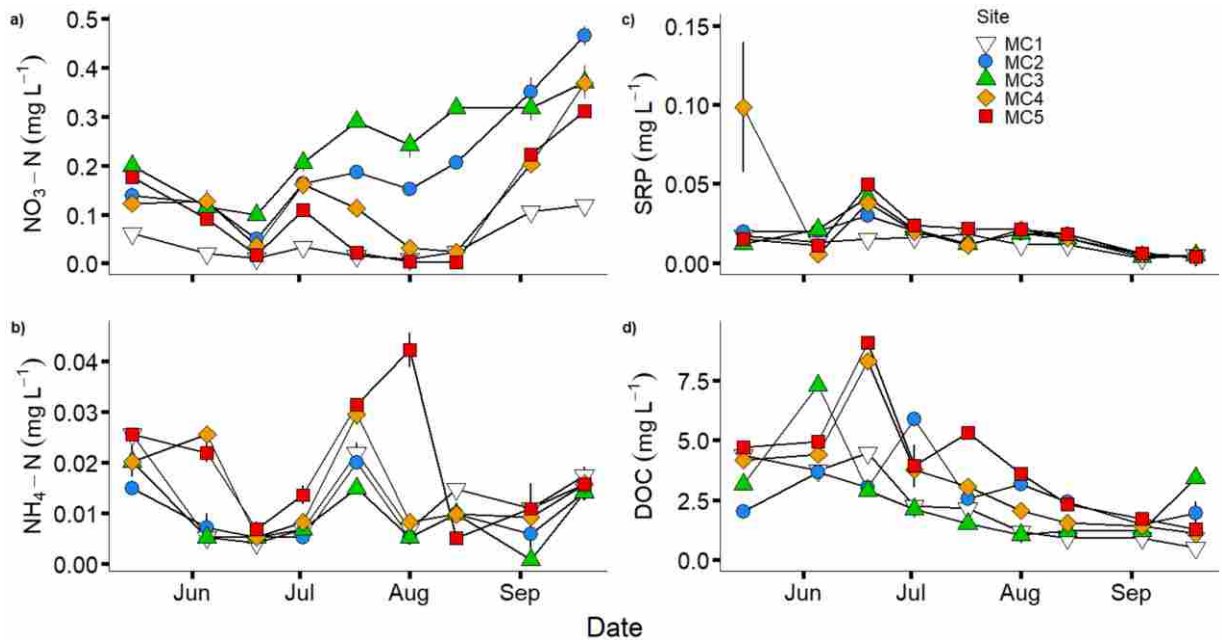 a)
NO3 – N (mg L−1)
0.5
0.4
0.3
0.2
0.1
0.0
c)
SRP (mg L−1)
0.15
0.10
0.05
0.00
Site
MC1
MC2
MC3
MC4
MC5
b)
NH4 – N (mg L−1)
0.04
0.03
0.02
0.01
0.00
Jun Jul Aug Sep
d)
DOC (mg L−1)
7.5
5.0
2.5
0.0
Jun Jul Aug Sep
Date